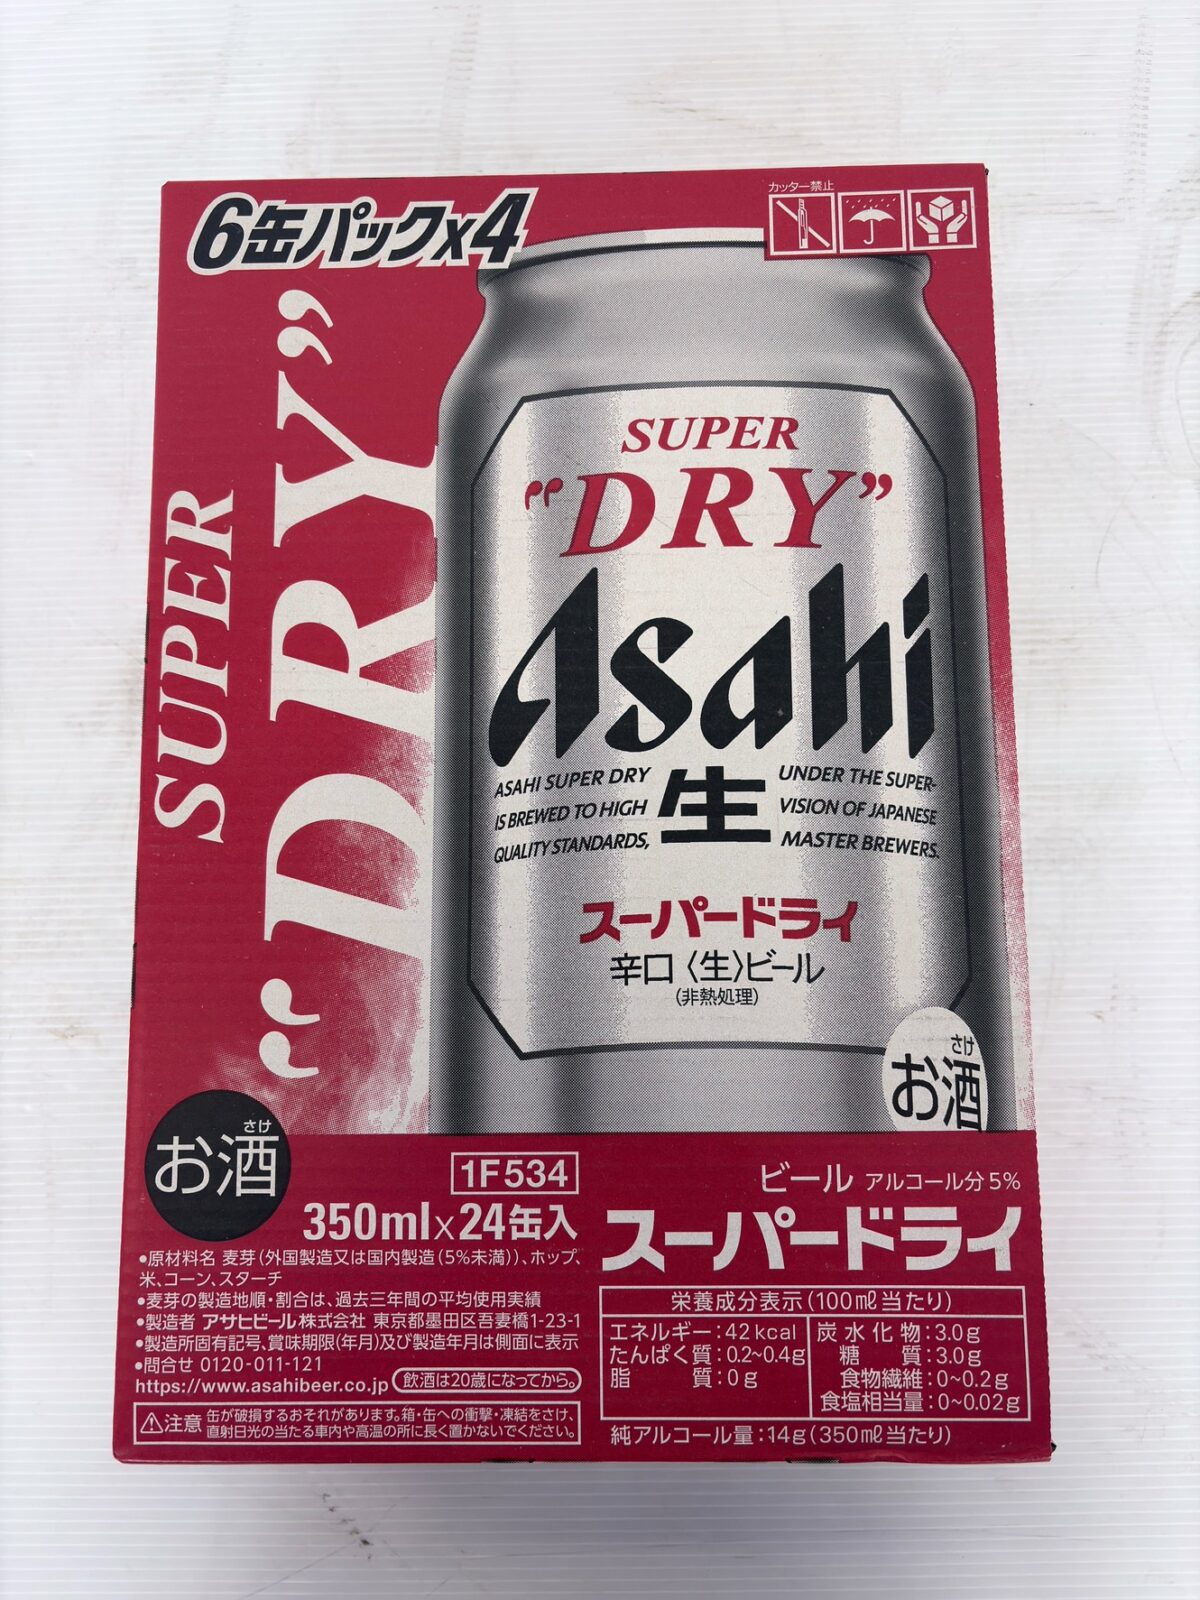 6缶パックx4
カッター禁止
SUPER
“DRY”
SUPER
“DRY”
Asahi
ASAHI SUPER DRY
IS BREWED TO HIGH
QUALITY STANDARDS,
生
UNDER THE SUPER-
VISION OF JAPANESE
MASTER BREWERS.
スーパードライ
辛口〈生〉ビール
(非熱処理)
さけ
お酒
さけ
お酒
1F534
350ml×24缶入
ビール アルコール分5%
スーパードライ
•原材料名 麦芽(外国製造又は国内製造(5%未満))、ホップ、
米、コーン、スターチ
•麦芽の製造地順・割合は、過去三年間の平均使用実績
•製造者 アサヒビール株式会社 東京都墨田区吾妻橋1-23-1
•製造所固有記号、賞味期限(年月)及び製造年月は側面に表示
•問合せ 0120-011-121
https://www.asahibeer.co.jp 飲酒は20歳になってから。
注意 缶が破損するおそれがあります。箱・缶への衝撃・凍結をさけ、
直射日光の当たる車内や高温の所に長く置かないでください。
栄養成分表示(100ml当たり)
エネルギー:42kcal
たんぱく質:0.2~0.4g
脂質:0g
炭水化物:3.0g
糖質:3.0g
食物繊維:0~0.2g
食塩相当量:0~0.02g
純アルコール量:14g(350ml当たり)